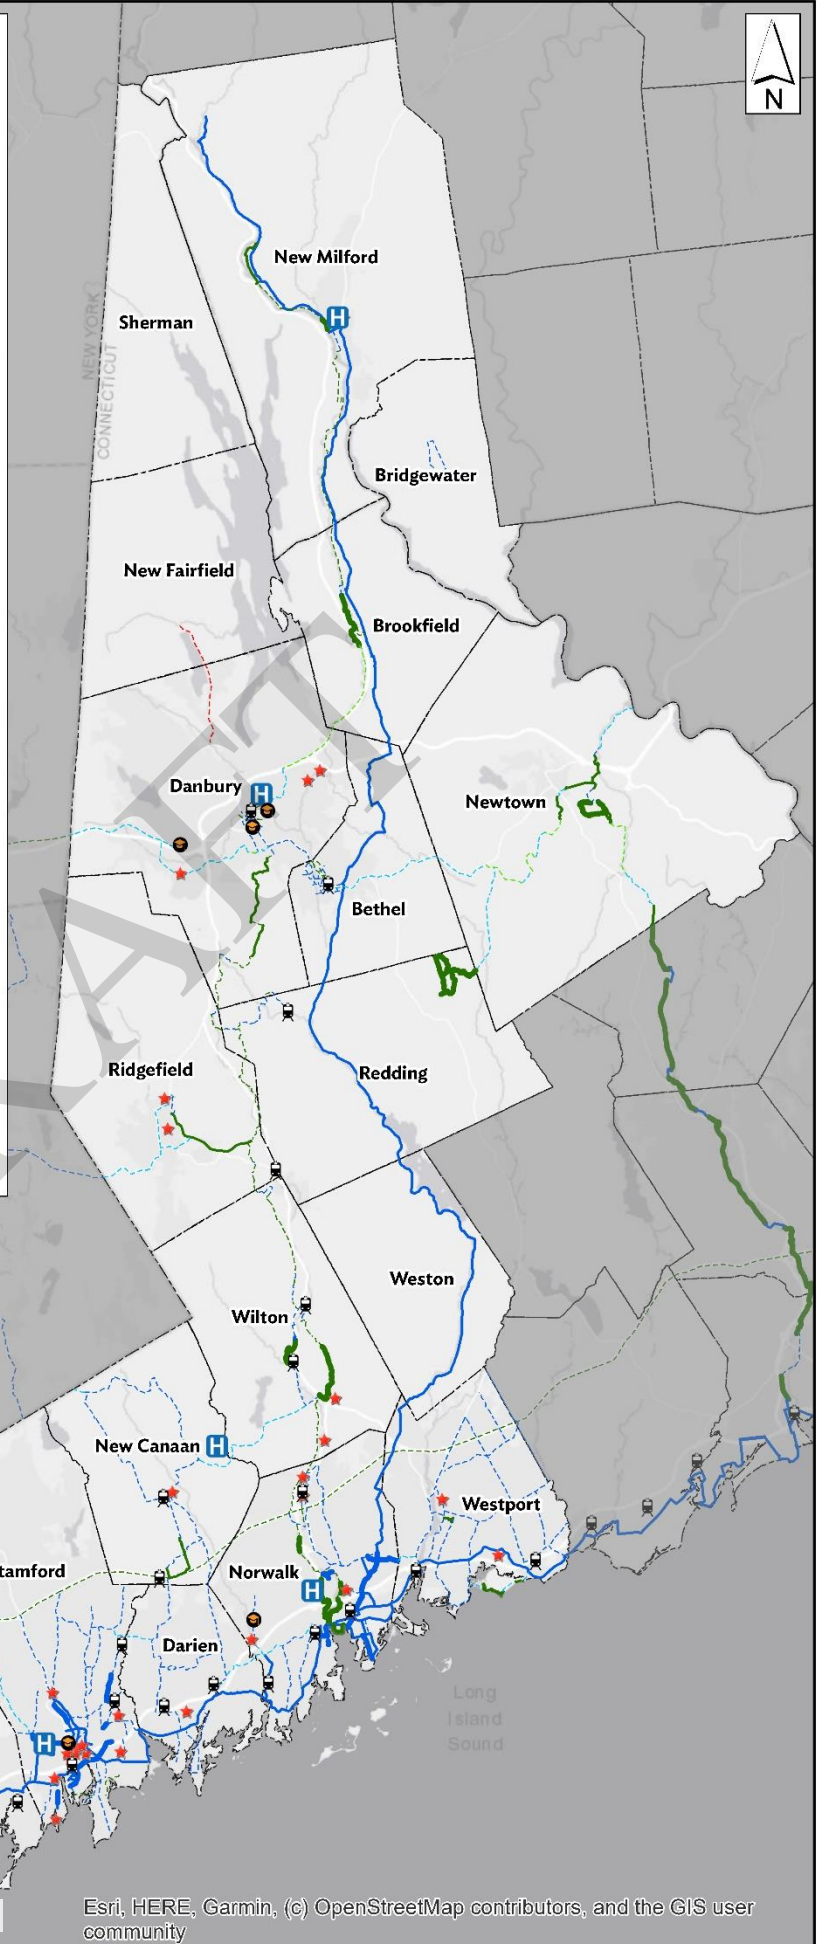 N
New Milford
H
Sherman
NEW YORK
CONNECTICUT
Bridgewater
New Fairfield
Brookfield
Danbury
H
Newtown
Bethel
Ridgefield
Redding
Weston
Wilton
New Canaan
H
Westport
tamford
Norwalk
H
Darien
Long
Island
Sound
H
RAFT
Esri, HERE, Garmin, (c) OpenStreetMap contributors, and the GIS user
community